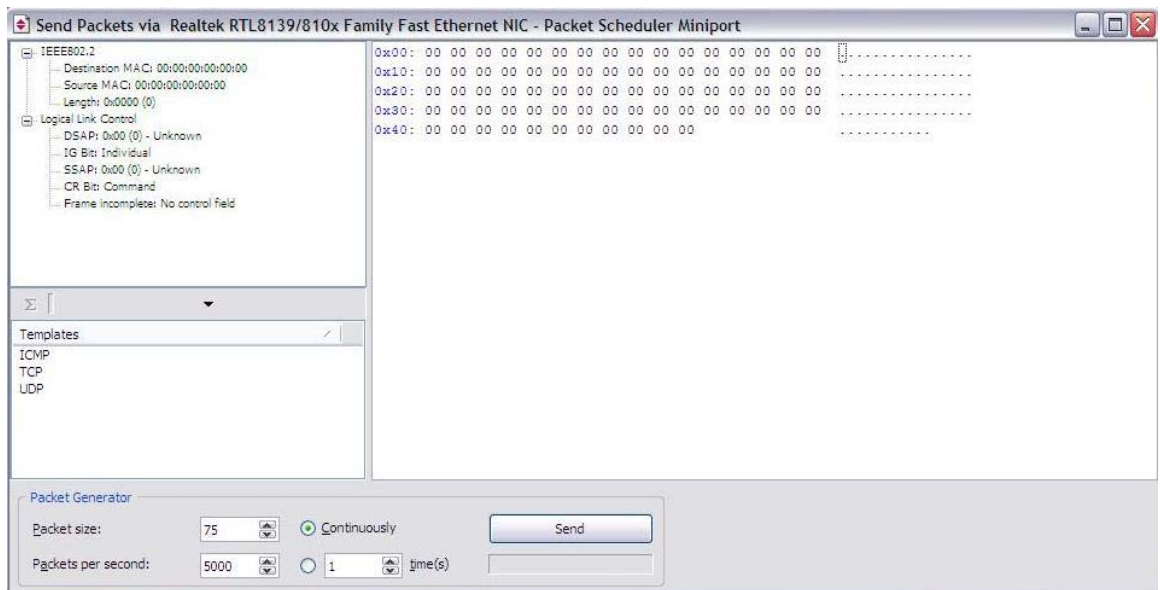 Send Packets via Realtek RTL8139/810x Family Fast Ethernet NIC - Packet Scheduler Miniport
IEEE802.2
Destination MAC: 00:00:00:00:00:00
Source MAC: 00:00:00:00:00:00
Length: 0x0000 (0)
Logical Link Control
DSAP: 0x00 (0) - Unknown
IG Bit: Individual
SSAP: 0x00 (0) - Unknown
CR Bit: Command
Frame incomplete: No control field
0x00: 00 00 00 00 00 00 00 00 00 00 00 00 00 00 00 00 ................
0x10: 00 00 00 00 00 00 00 00 00 00 00 00 00 00 00 00 ................
0x20: 00 00 00 00 00 00 00 00 00 00 00 00 00 00 00 00 ................
0x30: 00 00 00 00 00 00 00 00 00 00 00 00 00 00 00 00 ................
0x40: 00 00 00 00 00 00 00 00 00 00 00 ...........
Σ
Templates
ICMP
TCP
UDP
Packet Generator
Packet size: 75 Continuously Send
Packets per second: 5000 1 time(s)